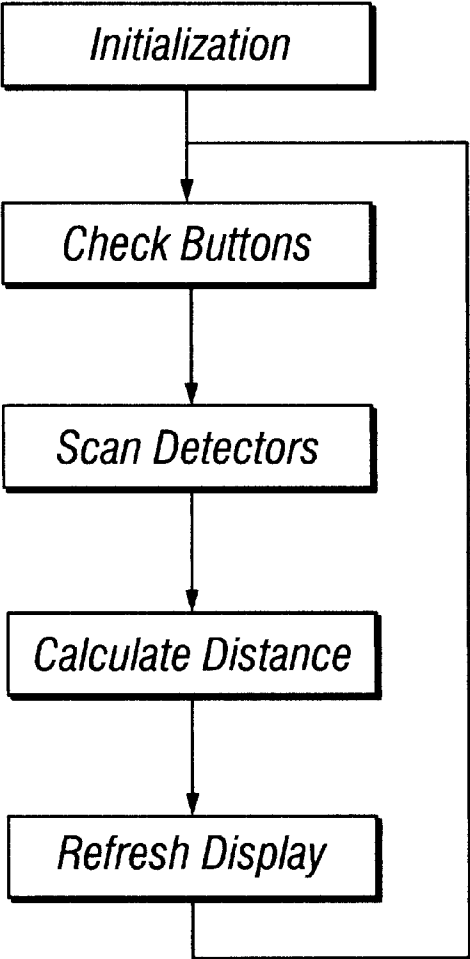 Initialization
Check Buttons
Scan Detectors
Calculate Distance
Refresh Display